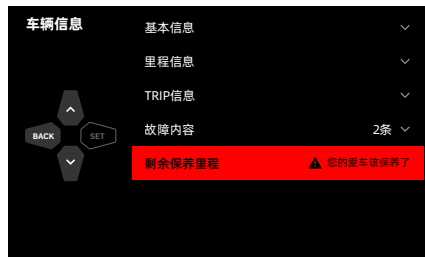 车辆信息
基本信息
里程信息
TRIP信息
故障内容 2条
BACK SET
剩余保养里程 您的爱车该保养了